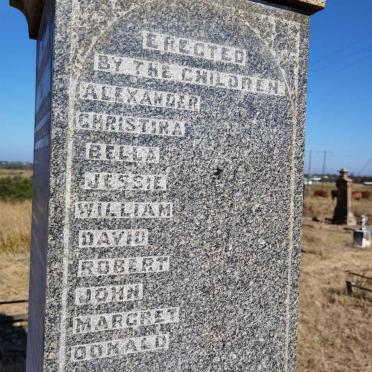 ERECTED
BY THE CHILDREN
ALEXANDER
CHRISTINA
BELLA
JESSIE
WILLIAM
DAVID
ROBERT
JOHN
MARGRET
DONALD